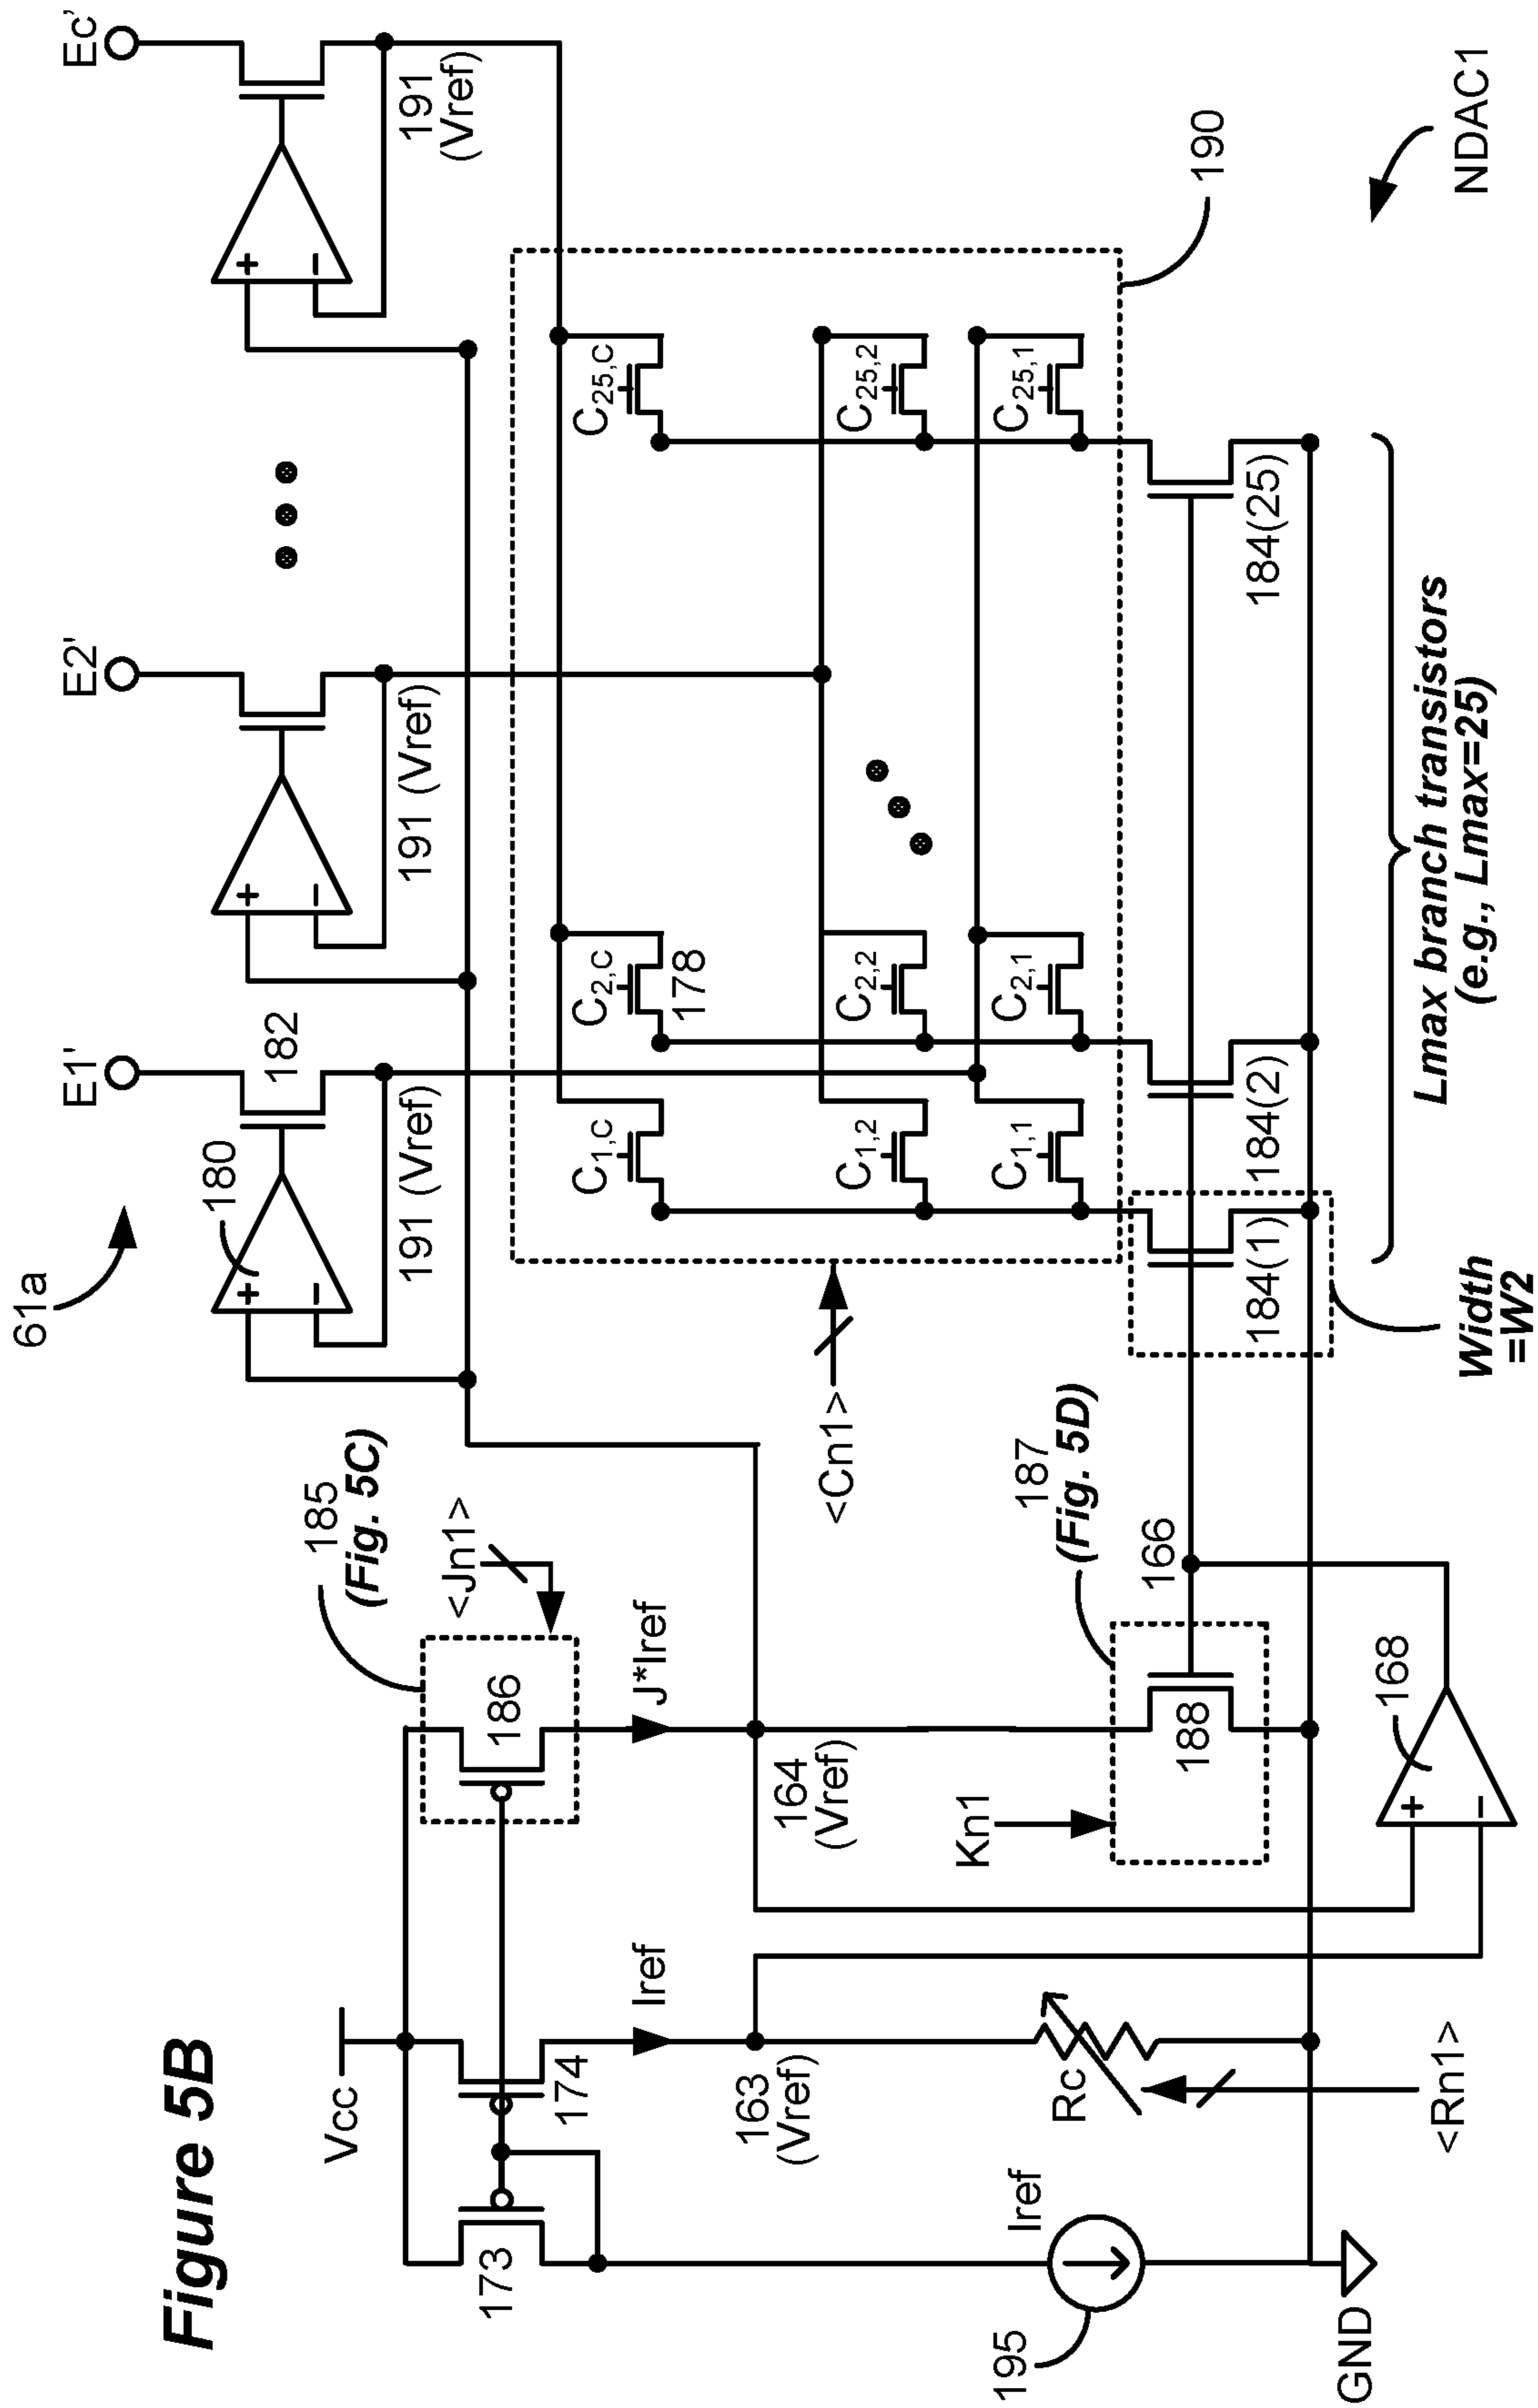 Figure 5B
61a
E1'
E2'
Ec'
180
182
191 (Vref)
191 (Vref)
191
(Vref)
Vcc
173
174
185
(Fig. 5C)
<Jn1>
186
Iref
J*Iref
163
(Vref)
164
(Vref)
Rc
<Rn1>
Iref
195
GND
Kn1
187
(Fig. 5D)
188
166
168
<Cn1>
C1,C
C2,C
178
C25,C
C1,2
C2,2
C25,2
C1,1
C2,1
C25,1
190
184(1)
184(2)
184(25)
Width
=W2
Lmax branch transistors
(e.g., Lmax=25)
NDAC1
+
–
+
–
+
–
+
–